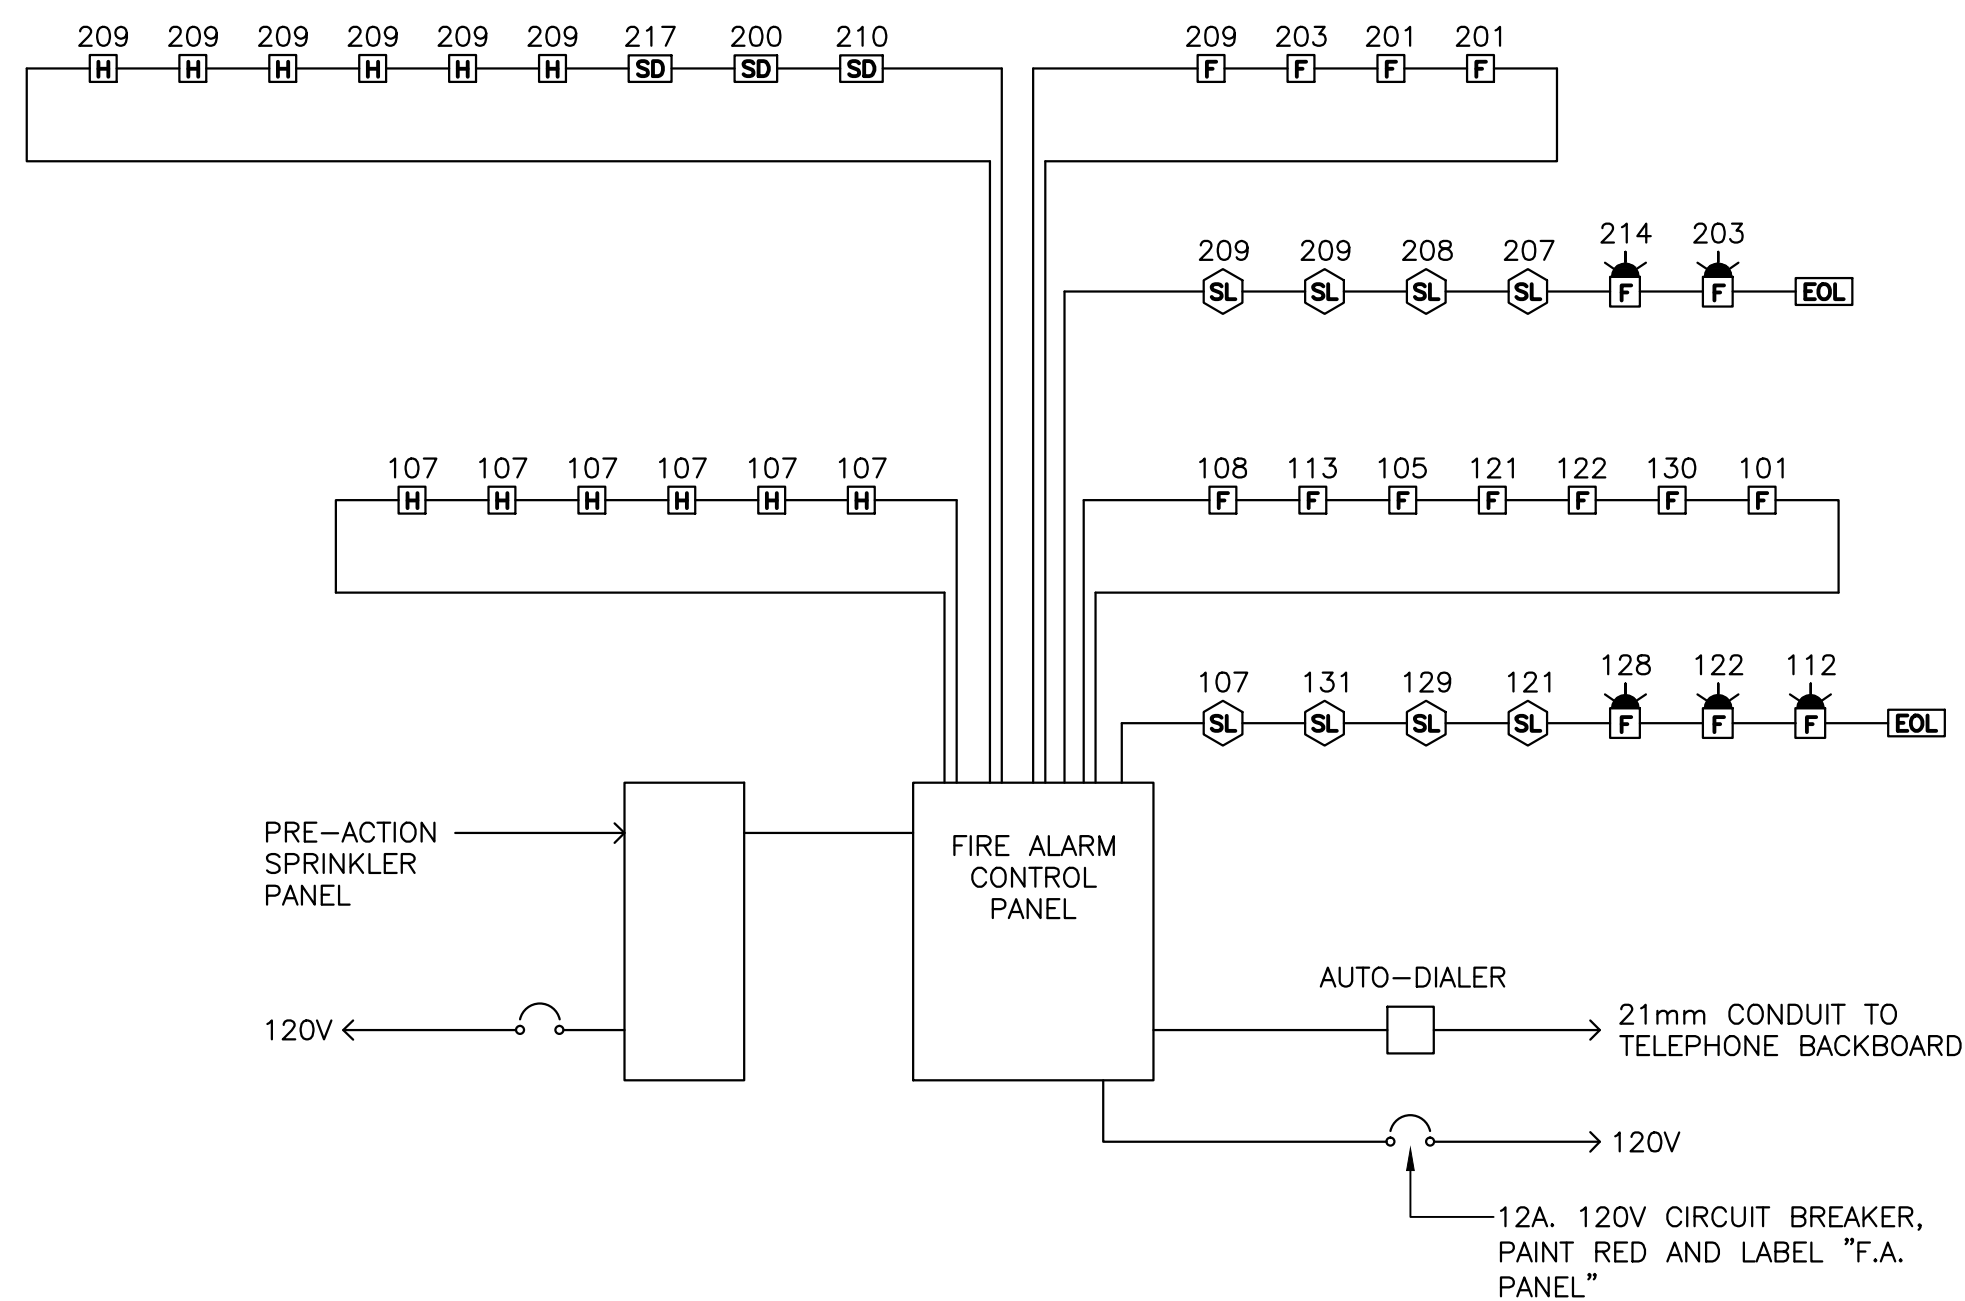 209 209 209 209 209 209 217 200 210
H H H H H H SD SD SD
209 203 201 201
F F F F
209 209 208 207 214 203
SL SL SL SL F F EOL
107 107 107 107 107 107
H H H H H H
108 113 105 121 122 130 101
F F F F F F F
107 131 129 121 128 122 112
SL SL SL SL F F F EOL
PRE-ACTION
SPRINKLER
PANEL
120V
FIRE ALARM
CONTROL
PANEL
AUTO-DIALER
21mm CONDUIT TO
TELEPHONE BACKBOARD
120V
12A. 120V CIRCUIT BREAKER,
PAINT RED AND LABEL "F.A.
PANEL"